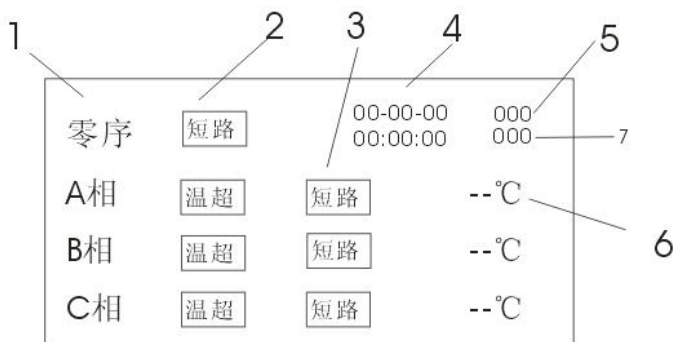 1 2 3 4 5
零序 短路 00-00-00 000
00:00:00 000 7
A相 温超 短路 --℃
B相 温超 短路 --℃ 6
C相 温超 短路 --℃